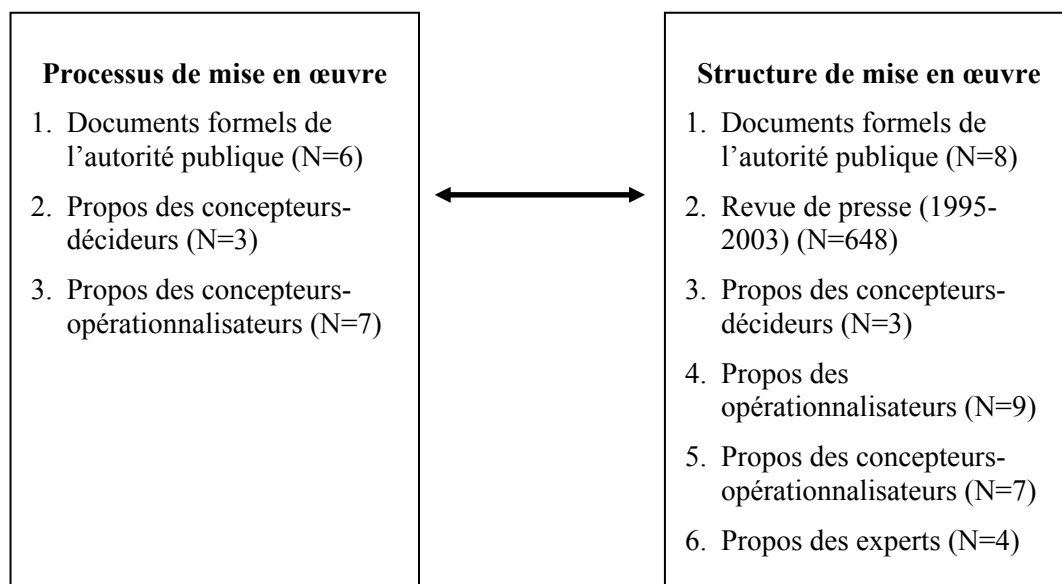 Processus de mise en œuvre
1. Documents formels de
l’autorité publique (N=6)
2. Propos des concepteurs-
décideurs (N=3)
3. Propos des concepteurs-
opérationnalisateurs (N=7)
Structure de mise en œuvre
1. Documents formels de
l’autorité publique (N=8)
2. Revue de presse (1995-
2003) (N=648)
3. Propos des concepteurs-
décideurs (N=3)
4. Propos des
opérationnalisateurs (N=9)
5. Propos des concepteurs-
opérationnalisateurs (N=7)
6. Propos des experts (N=4)